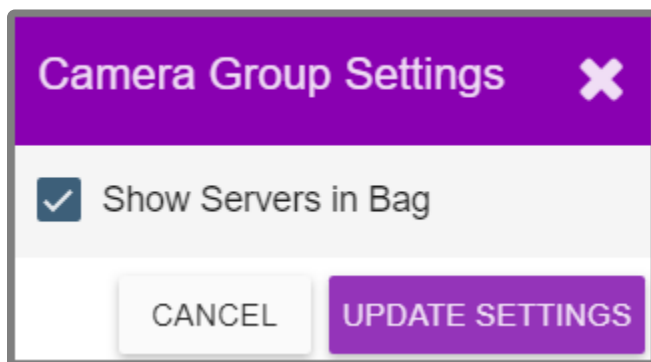 Camera Group Settings
Show Servers in Bag
CANCEL UPDATE SETTINGS